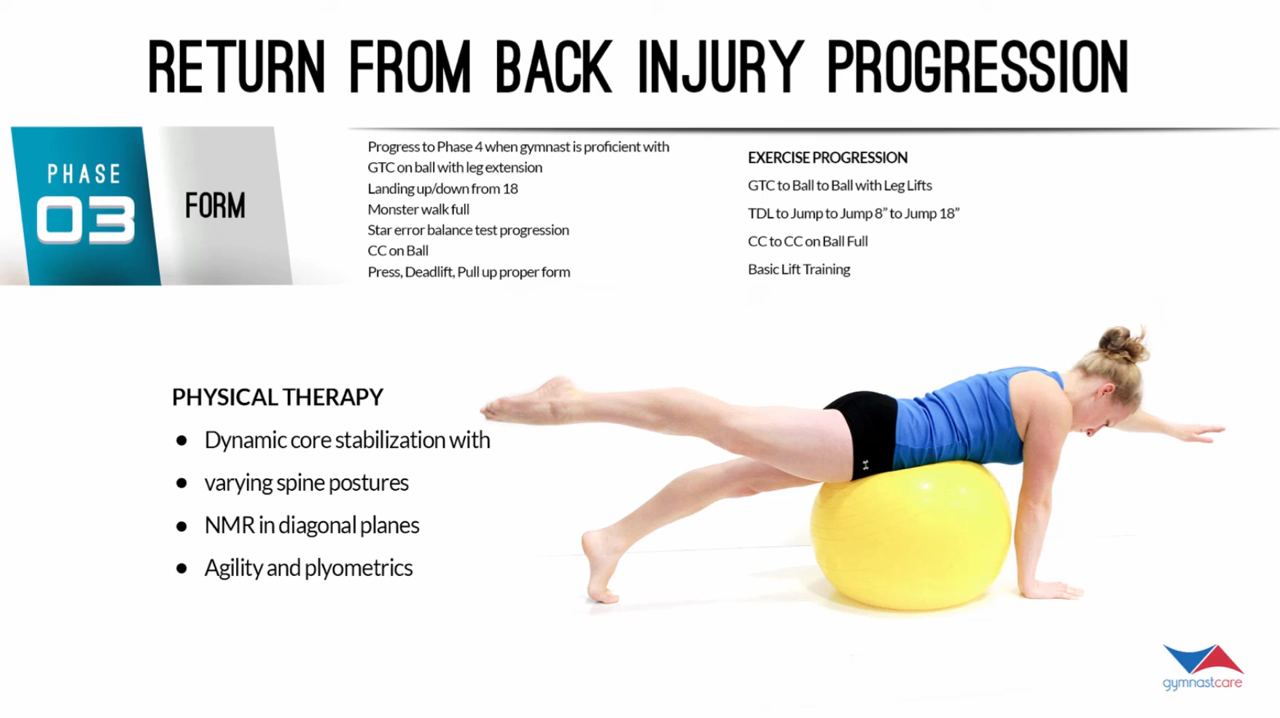 RETURN FROM BACK INJURY PROGRESSION
PHASE
03
FORM
Progress to Phase 4 when gymnast is proficient with
GTC on ball with leg extension
Landing up/down from 18
Monster walk full
Star error balance test progression
CC on Ball
Press, Deadlift, Pull up proper form
EXERCISE PROGRESSION
GTC to Ball to Ball with Leg Lifts
TDL to Jump to Jump 8” to Jump 18”
CC to CC on Ball Full
Basic Lift Training
PHYSICAL THERAPY
● Dynamic core stabilization with
● varying spine postures
● NMR in diagonal planes
● Agility and plyometrics
gymnastcare